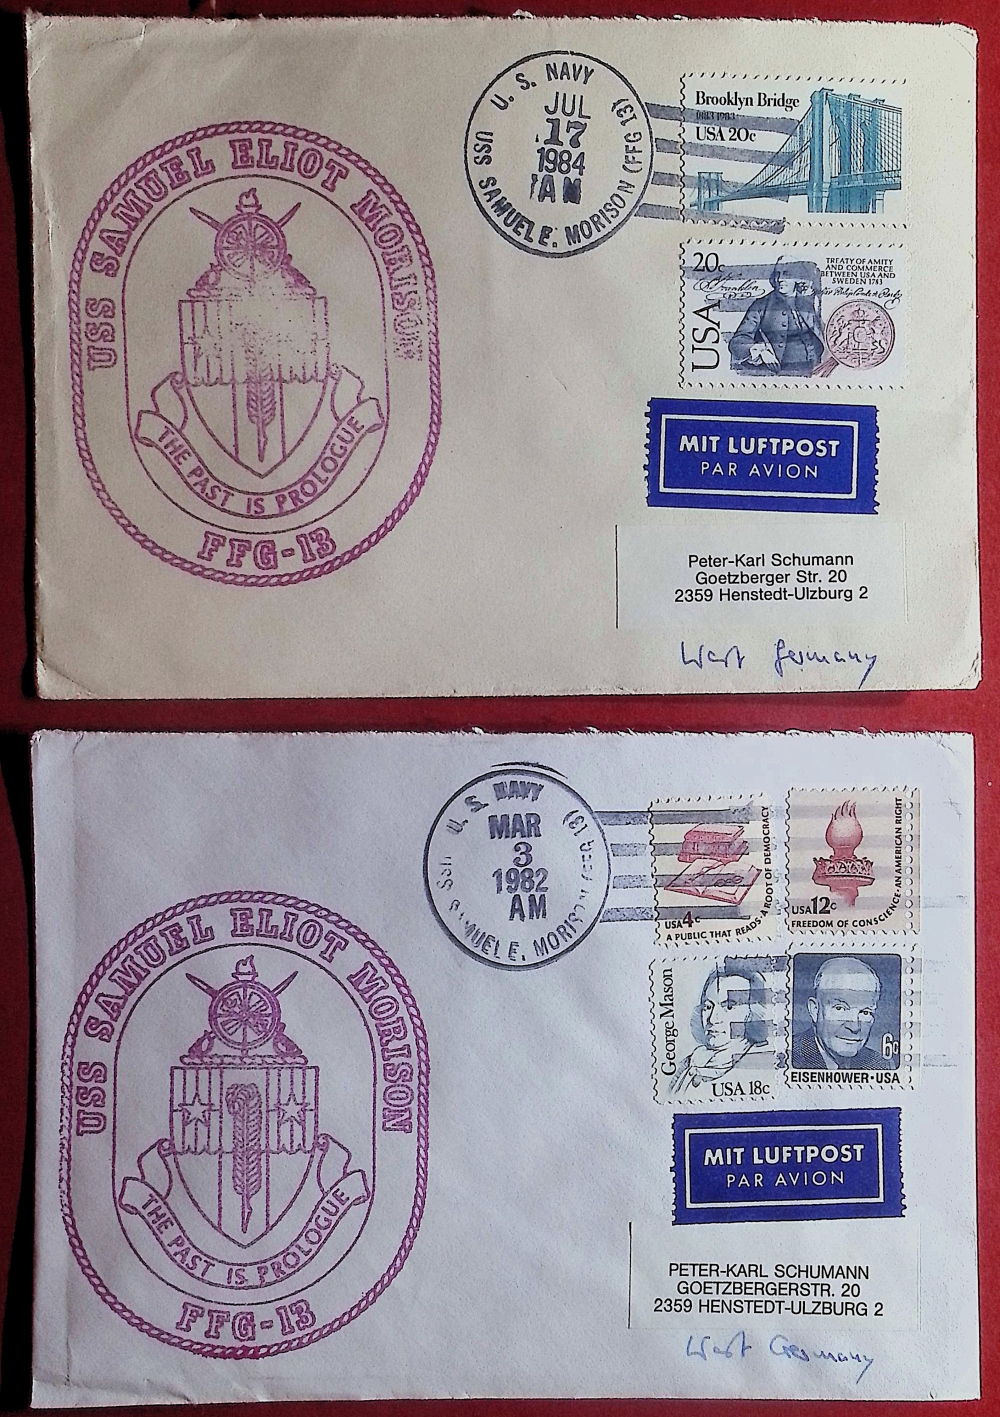 USS SAMUEL ELIOT MORISON
THE PAST IS PROLOGUE
FFG-13
U. S. NAVY
JUL
17
1984
AM
USS SAMUEL E. MORISON (FFG 13)
Brooklyn Bridge
1883 1983
USA 20c
20c
USA
B Franklin
TREATY OF AMITY
AND COMMERCE
BETWEEN USA AND
SWEDEN 1783
MIT LUFTPOST
PAR AVION
Peter-Karl Schumann
Goetzberger Str. 20
2359 Henstedt-Ulzburg 2
West Germany
USS SAMUEL ELIOT MORISON
THE PAST IS PROLOGUE
FFG-13
U. S. NAVY
MAR
3
1982
AM
USS SAMUEL E. MORISON (FFG 13)
USA 4c
A PUBLIC THAT READS·A ROOT OF DEMOCRACY
USA 12c
FREEDOM OF CONSCIENCE·AN AMERICAN RIGHT
George Mason
USA 18c
6c
EISENHOWER·USA
MIT LUFTPOST
PAR AVION
PETER-KARL SCHUMANN
GOETZBERGERSTR. 20
2359 HENSTEDT-ULZBURG 2
West Germany